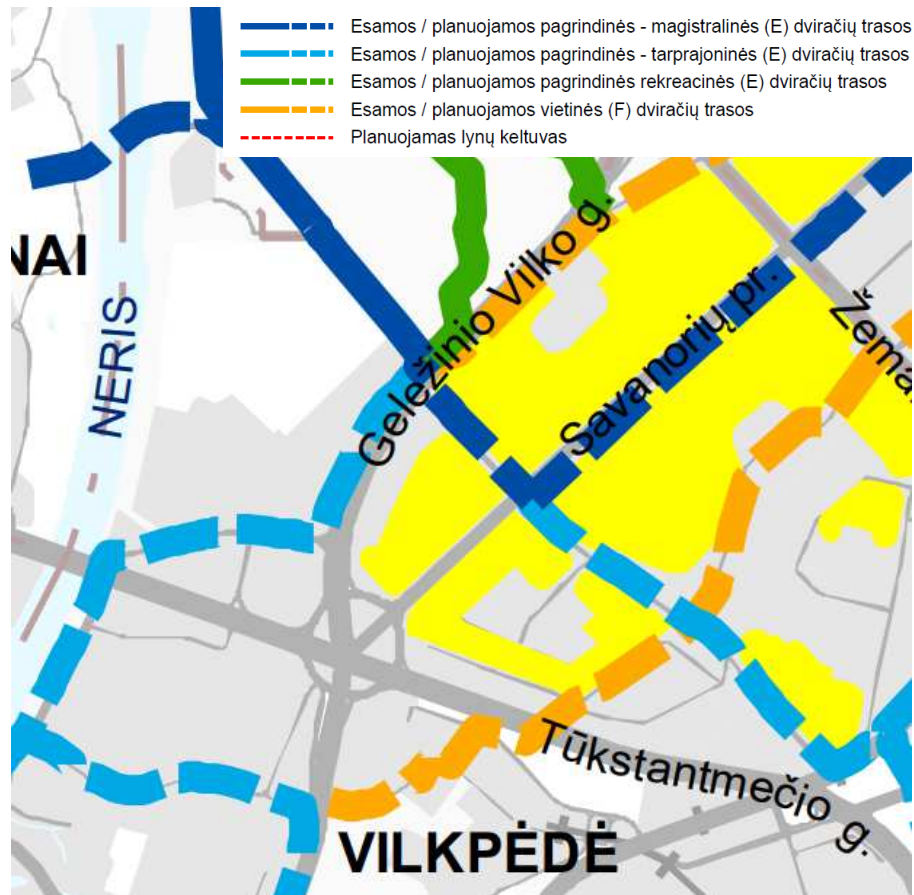 Esamos / planuojamos pagrindinės - magistralinės (E) dviračių trasos
Esamos / planuojamos pagrindinės - tarprajoninės (E) dviračių trasos
Esamos / planuojamos pagrindinės rekreacinės (E) dviračių trasos
Esamos / planuojamos vietinės (F) dviračių trasos
Planuojamas lynų keltuvas
NAI
NERIS
Geležinio Vilko g.
Savanorių pr.
Žema
Tūkstantmečio g.
VILKPĖDĖ